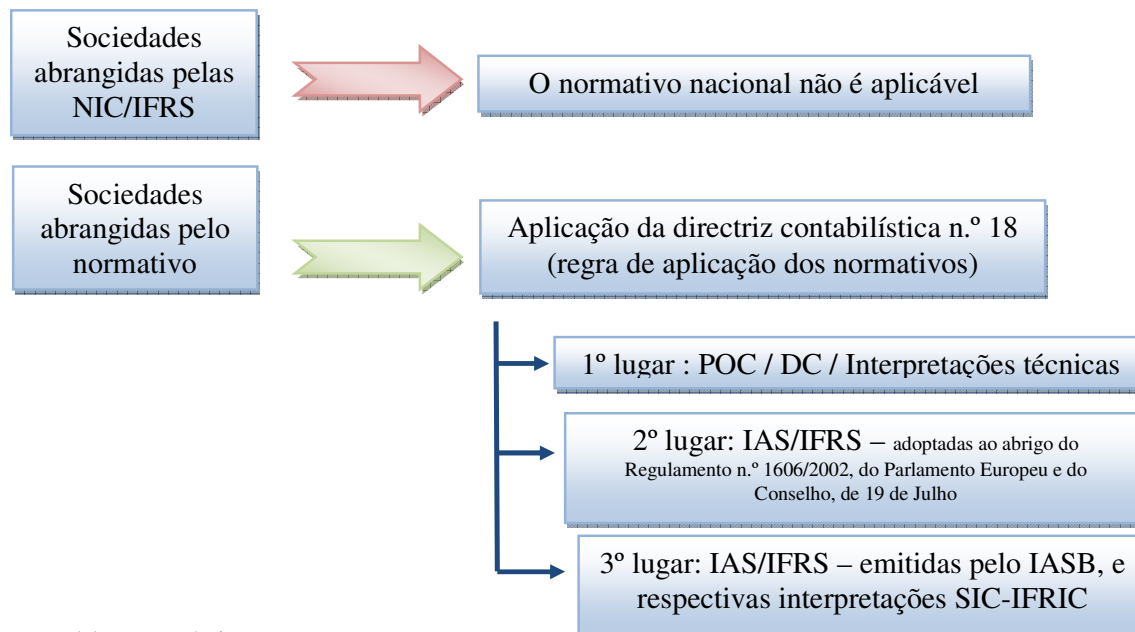 Sociedades
abrangidas pelas
NIC/IFRS
O normativo nacional não é aplicável
Sociedades
abrangidas pelo
normativo
Aplicação da directriz contabilística n.º 18
(regra de aplicação dos normativos)
1º lugar : POC / DC / Interpretações técnicas
2º lugar: IAS/IFRS – adoptadas ao abrigo do
Regulamento n.º 1606/2002, do Parlamento Europeu e do
Conselho, de 19 de Julho
3º lugar: IAS/IFRS – emitidas pelo IASB, e
respectivas interpretações SIC-IFRIC